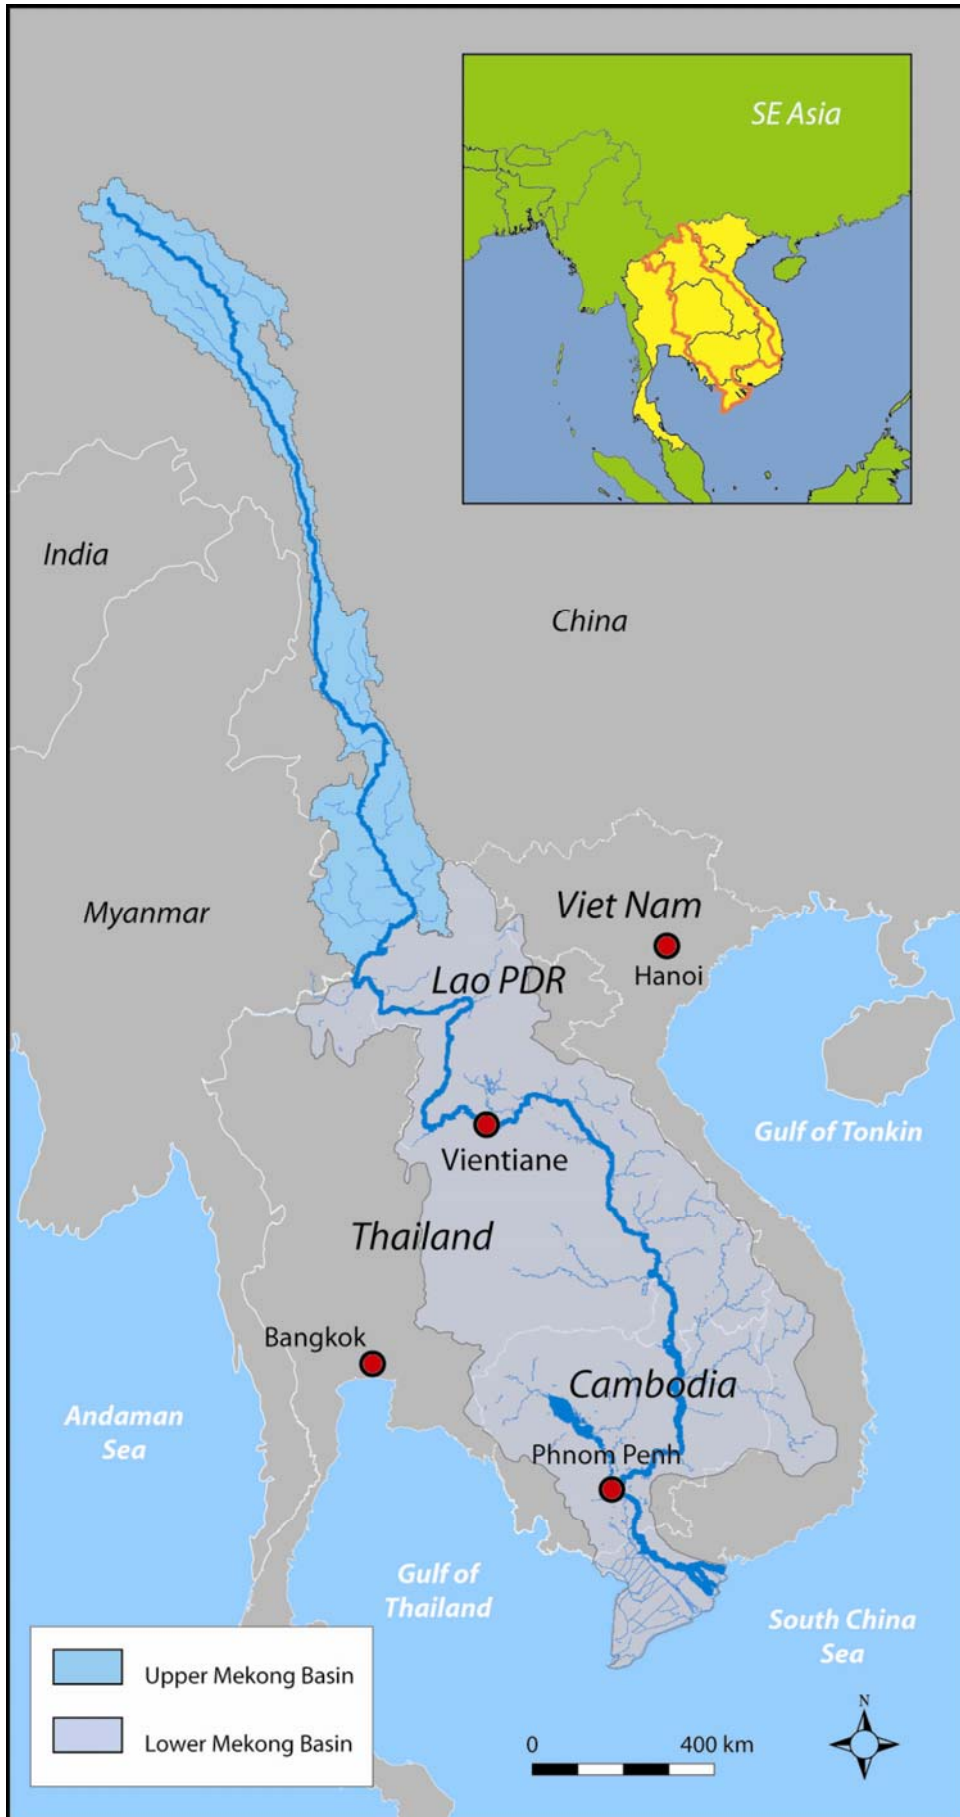 SE Asia
India
China
Myanmar
Viet Nam
Hanoi
Lao PDR
Gulf of Tonkin
Vientiane
Thailand
Bangkok
Cambodia
Andaman
Sea
Phnom Penh
Gulf of
Thailand
South China
Sea
Upper Mekong Basin
Lower Mekong Basin
N
0 400 km